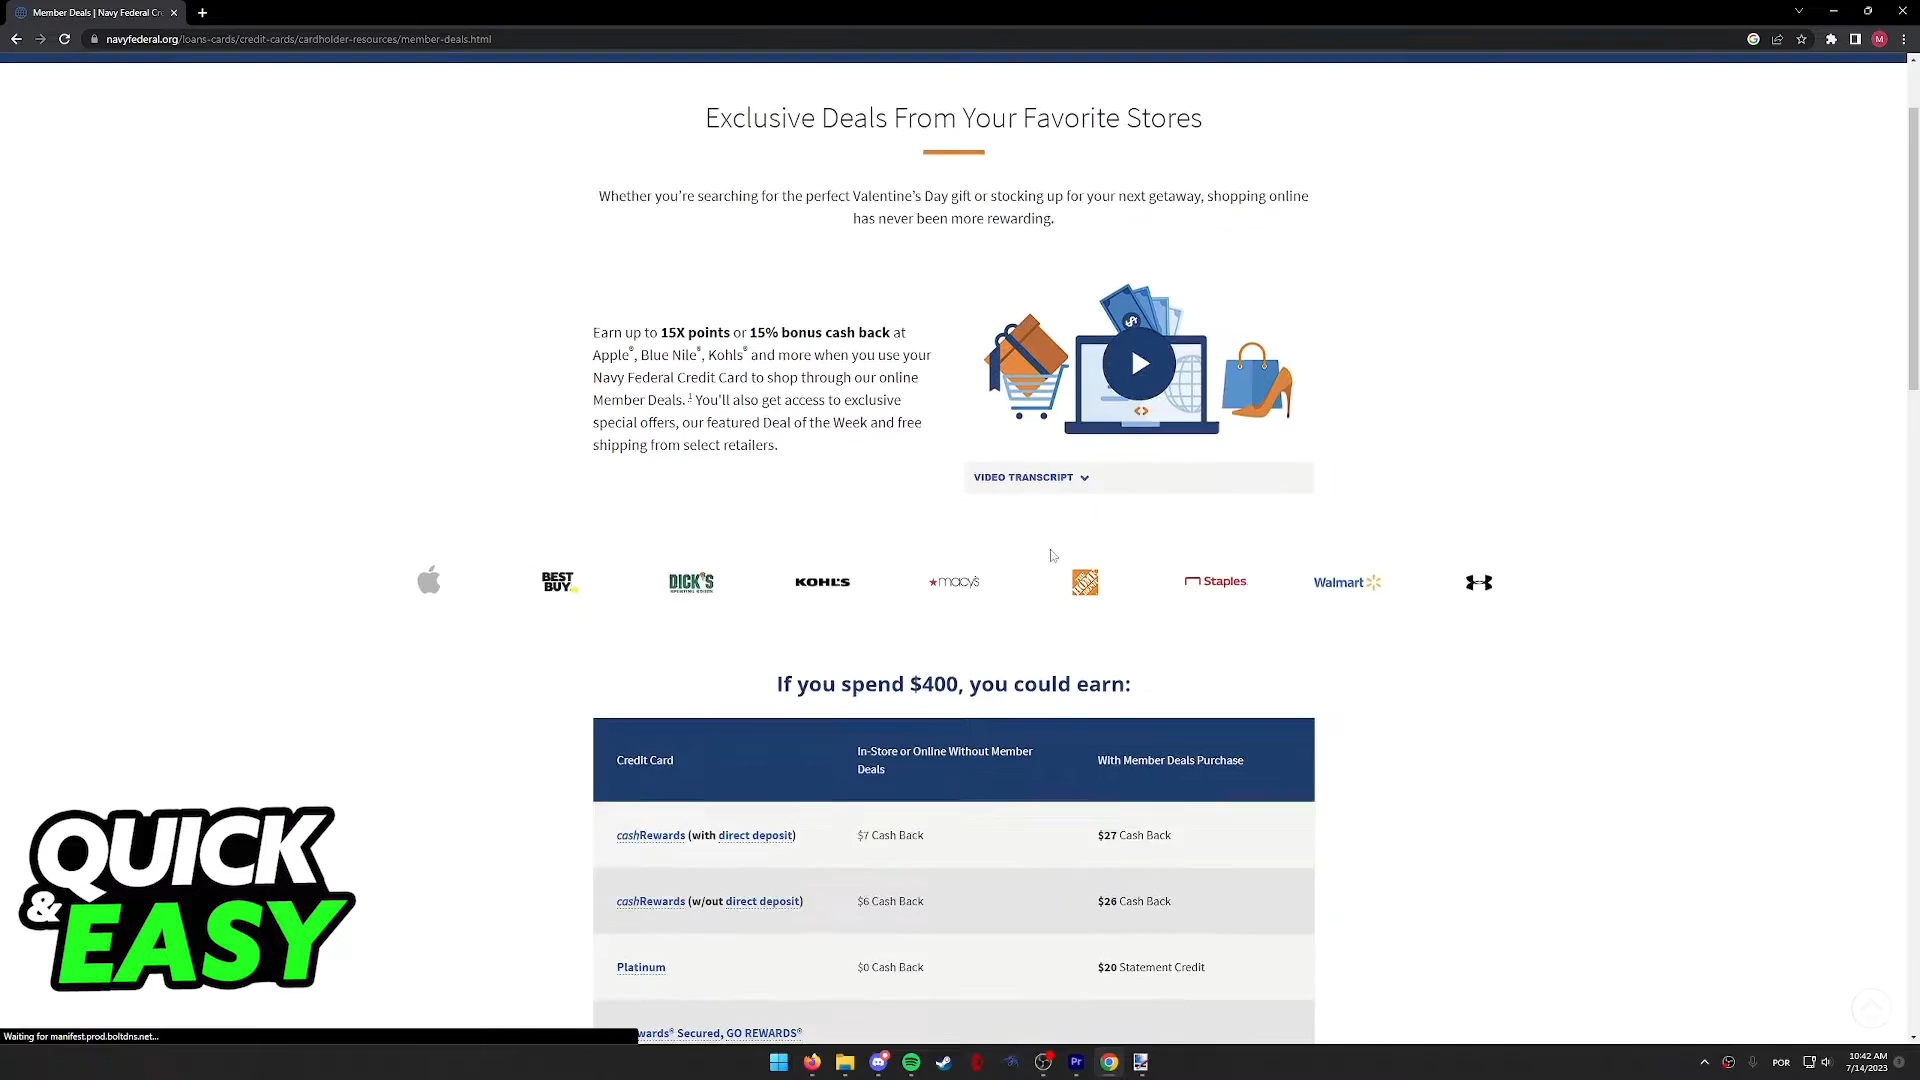 Member Deals | Navy Federal Cr
navyfederal.org/loans-cards/credit-cards/cardholder-resources/member-deals.html
M
Exclusive Deals From Your Favorite Stores
Whether you're searching for the perfect Valentine's Day gift or stocking up for your next getaway, shopping online
has never been more rewarding.
Earn up to 15X points or 15% bonus cash back at
Apple®, Blue Nile®, Kohls® and more when you use your
Navy Federal Credit Card to shop through our online
Member Deals. 1 You'll also get access to exclusive
special offers, our featured Deal of the Week and free
shipping from select retailers.
$
VIDEO TRANSCRIPT
BEST
BUY
DICK'S
SPORTING GOODS
KOHL'S
macy's
Staples
Walmart
If you spend $400, you could earn:
Credit Card
In-Store or Online Without Member
Deals
With Member Deals Purchase
cashRewards (with direct deposit)
$7 Cash Back
$27 Cash Back
cashRewards (w/out direct deposit)
$6 Cash Back
$26 Cash Back
Platinum
$0 Cash Back
$20 Statement Credit
wards® Secured, GO REWARDS®
QUICK
& EASY
Waiting for manifest.prod.boltdns.net...
Pr
POR
10:42 AM
7/14/2023